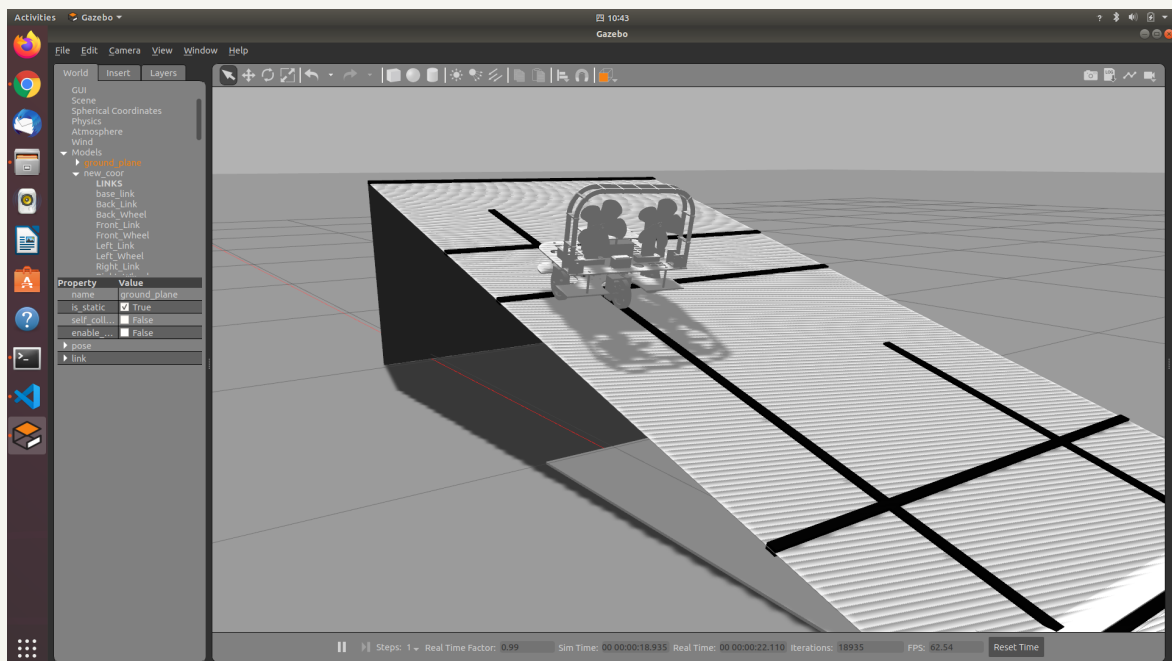 Activities Gazebo 10:43
Gazebo
File Edit Camera View Window Help
World Insert Layers
GUI
Scene
Spherical Coordinates
Physics
Atmosphere
Wind
Models
ground_plane
new_coor
LINKS
base_link
Back_Link
Back_Wheel
Front_Link
Front_Wheel
Left_Link
Left_Wheel
Right_Link
Property Value
name ground_plane
is_static True
self_coll... False
enable_... False
pose
link
Steps: 1 Real Time Factor: 0.99 Sim Time: 00 00:00:18.935 Real Time: 00 00:00:22.110 Iterations: 18935 FPS: 62.54 Reset Time